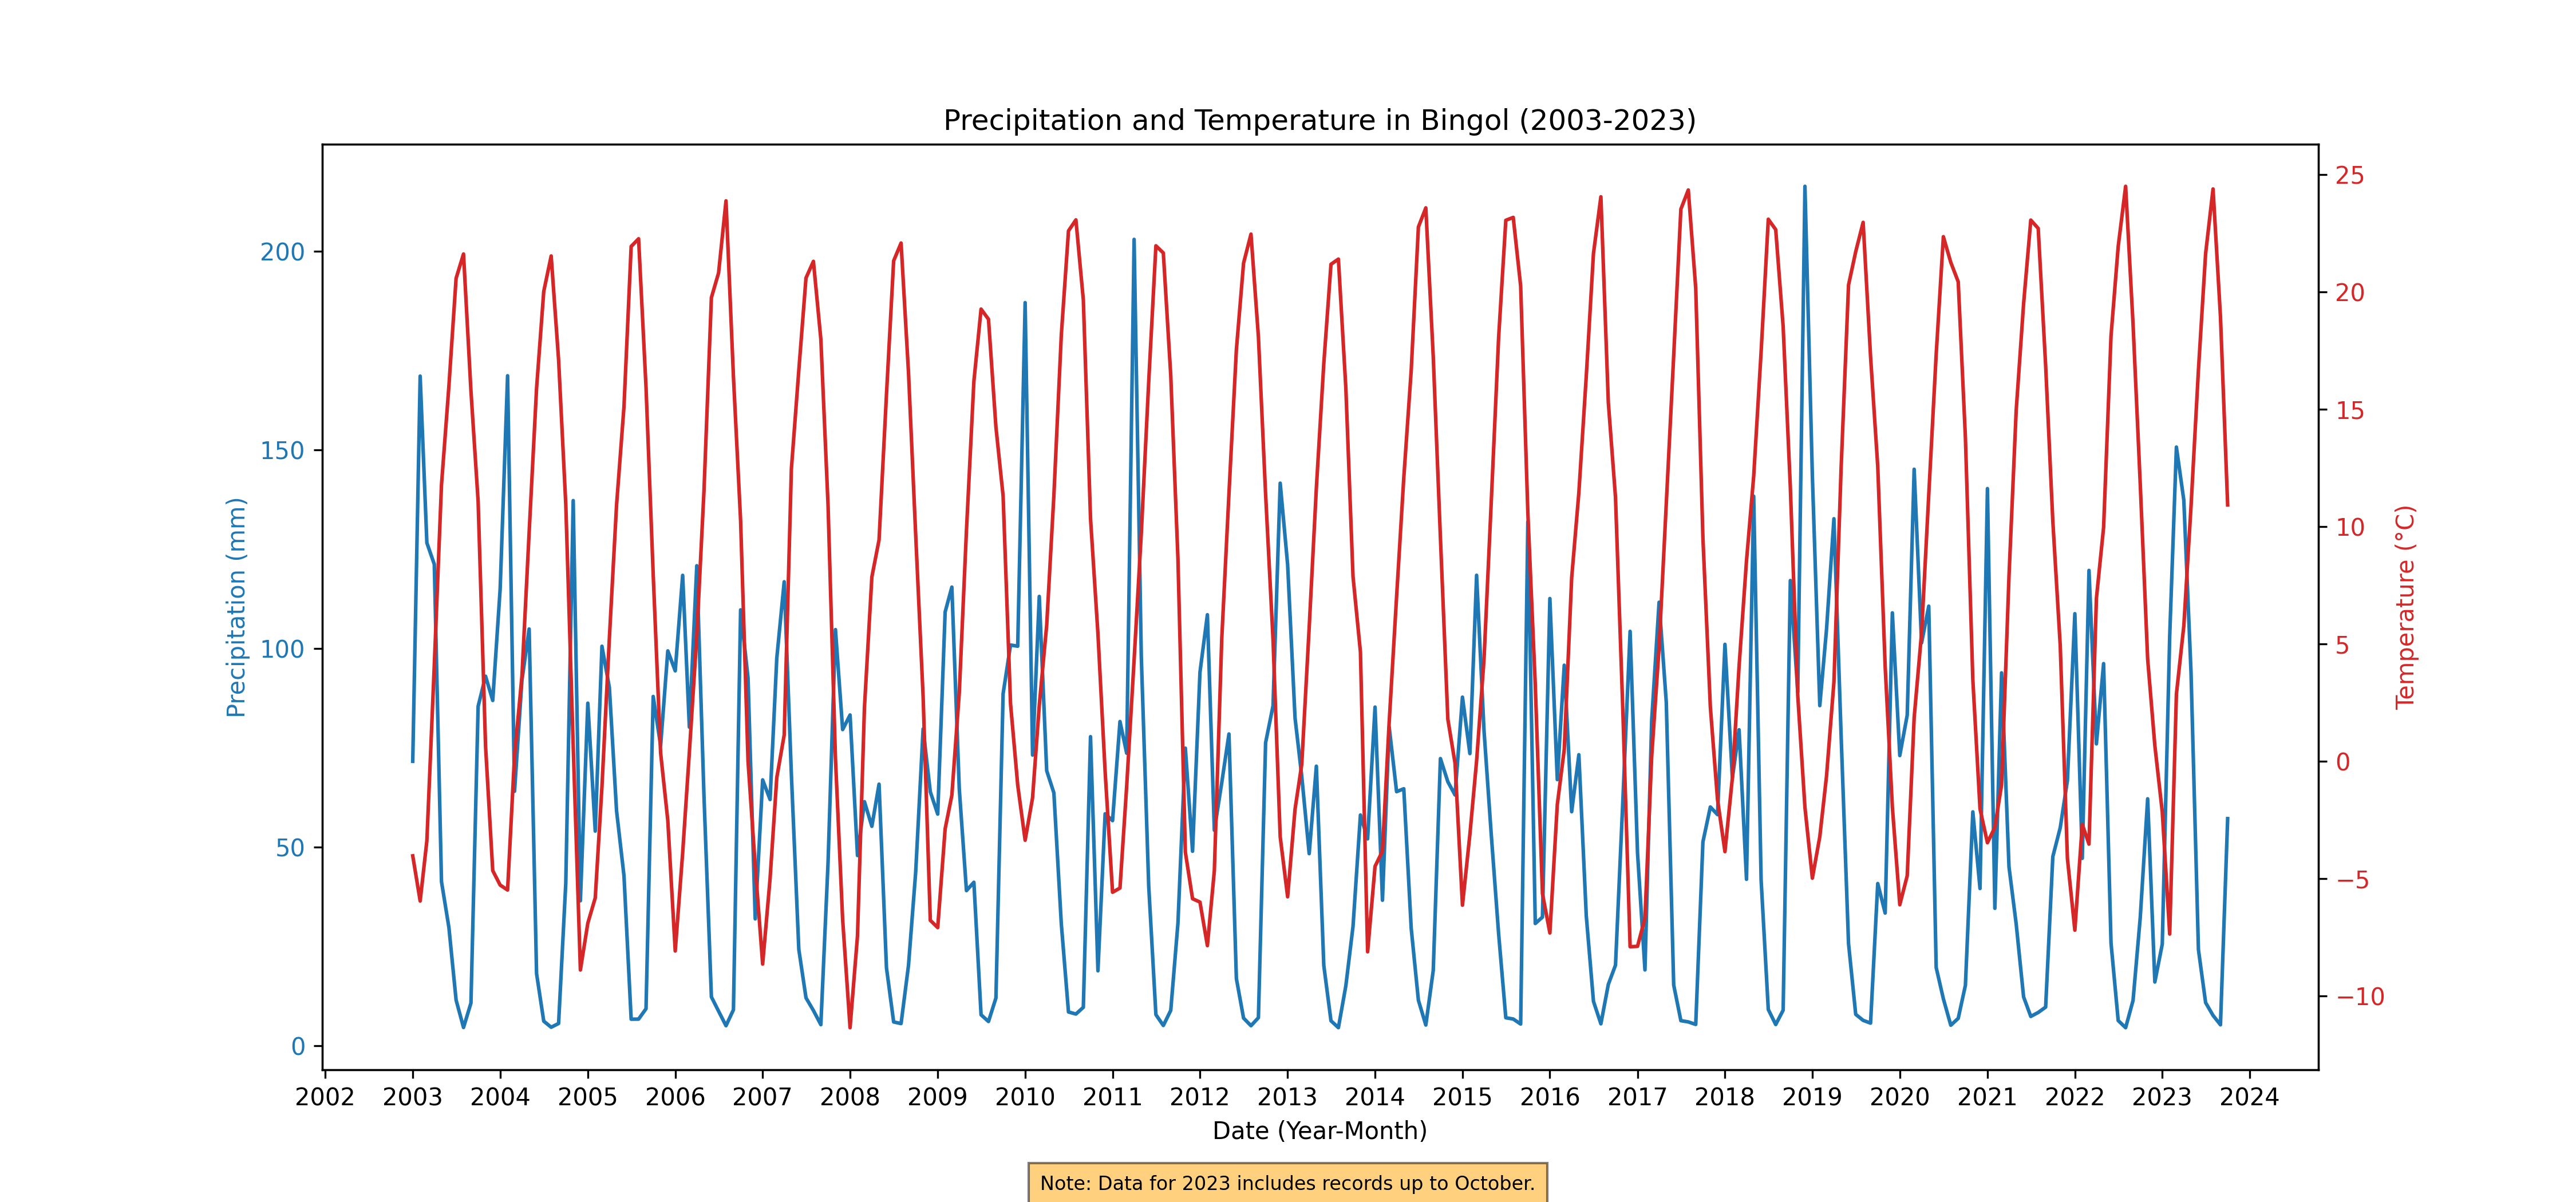 Precipitation and Temperature in Bingol (2003-2023)
Precipitation (mm)
200
150
100
50
0
25
20
15
10
5
0
−5
−10
Temperature (°C)
2002 2003 2004 2005 2006 2007 2008 2009 2010 2011 2012 2013 2014 2015 2016 2017 2018 2019 2020 2021 2022 2023 2024
Date (Year-Month)
Note: Data for 2023 includes records up to October.